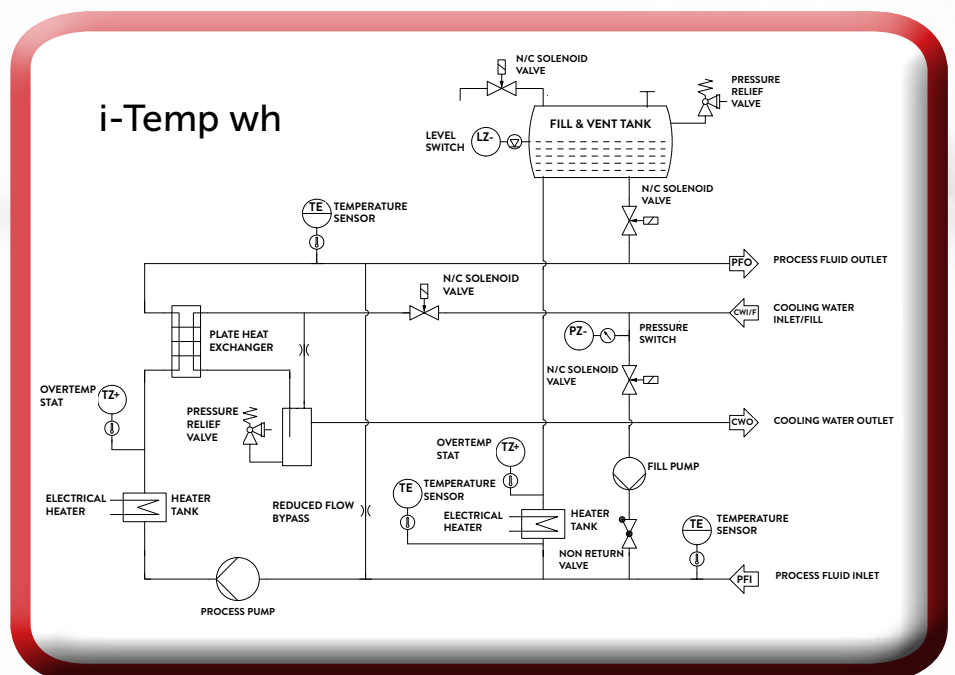 i-Temp wh
N/C SOLENOID
VALVE
PRESSURE
RELIEF
VALVE
FILL & VENT TANK
LEVEL
SWITCH
LZ-
N/C SOLENOID
VALVE
TE
TEMPERATURE
SENSOR
PFO
PROCESS FLUID OUTLET
N/C SOLENOID
VALVE
CWI/F
COOLING WATER
INLET/FILL
PLATE HEAT
EXCHANGER
PZ-
PRESSURE
SWITCH
N/C SOLENOID
VALVE
OVERTEMP
STAT
TZ+
PRESSURE
RELIEF
VALVE
CWO
COOLING WATER OUTLET
OVERTEMP
STAT
TZ+
FILL PUMP
TE
TEMPERATURE
SENSOR
ELECTRICAL
HEATER
HEATER
TANK
REDUCED FLOW
BYPASS
ELECTRICAL
HEATER
HEATER
TANK
TE
TEMPERATURE
SENSOR
NON RETURN
VALVE
PFI
PROCESS FLUID INLET
PROCESS PUMP